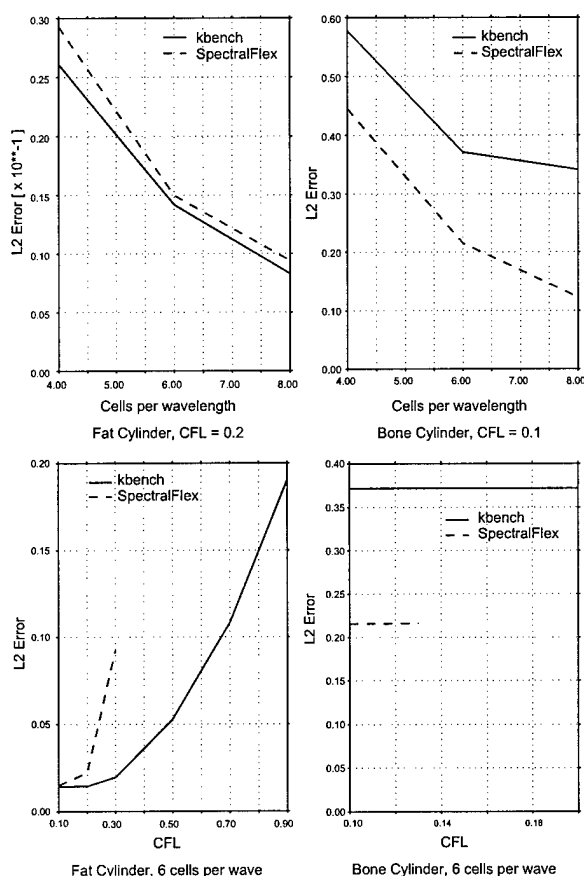 0.30
0.25
0.20
0.15
0.10
0.05
0.00
L2 Error [ x 10**-1 ]
kbench
SpectralFlex
4.00 5.00 6.00 7.00 8.00
Cells per wavelength
Fat Cylinder, CFL = 0.2
0.60
0.50
0.40
0.30
0.20
0.10
0.00
L2 Error
kbench
SpectralFlex
4.00 5.00 6.00 7.00 8.00
Cells per wavelength
Bone Cylinder, CFL = 0.1
0.20
0.15
0.10
0.05
0.00
L2 Error
kbench
SpectralFlex
0.10 0.30 0.50 0.70 0.90
CFL
Fat Cylinder, 6 cells per wave
0.40
0.35
0.30
0.25
0.20
0.15
0.10
0.05
0.00
L2 Error
kbench
SpectralFlex
0.10 0.14 0.18
CFL
Bone Cylinder, 6 cells per wave